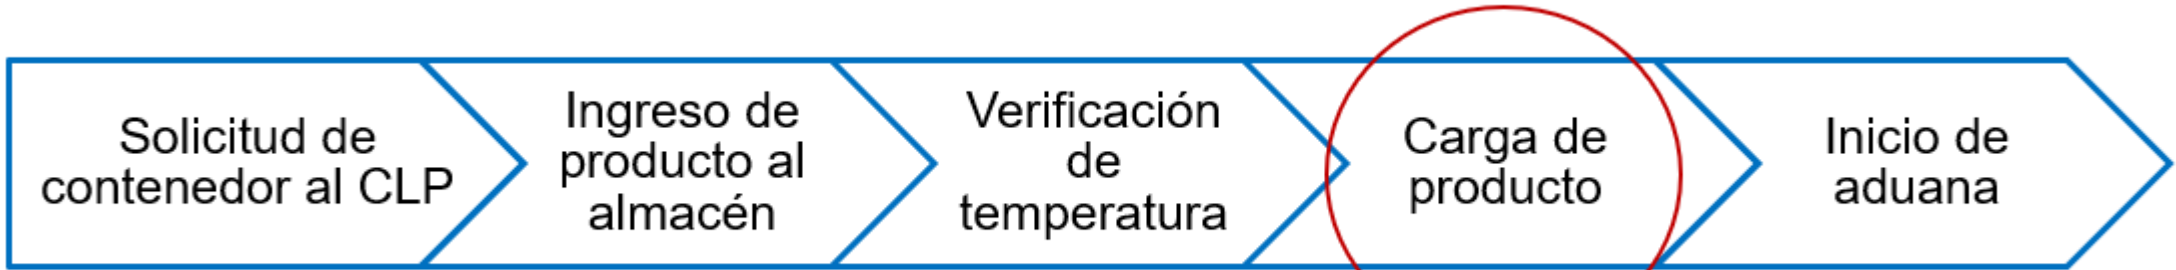 Solicitud de
contenedor al CLP
Ingreso de
producto al
almacén
Verificación
de
temperatura
Carga de
producto
Inicio de
aduana